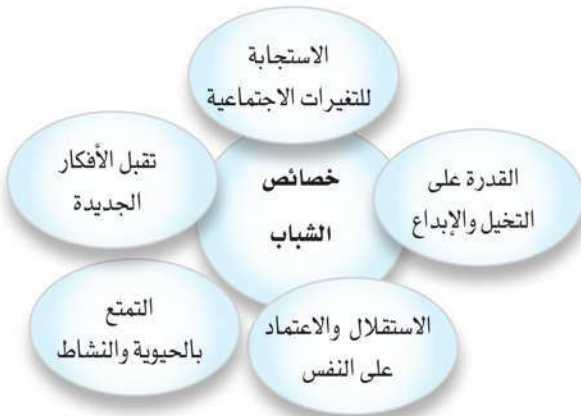 الاستجابة
للتغيرات الاجتماعية
تقبل الأفكار
الجديدة
خصائص
الشباب
القدرة على
التخيل والإبداع
التمتع
بالحيوية والنشاط
الاستقلال والاعتماد
على النفس